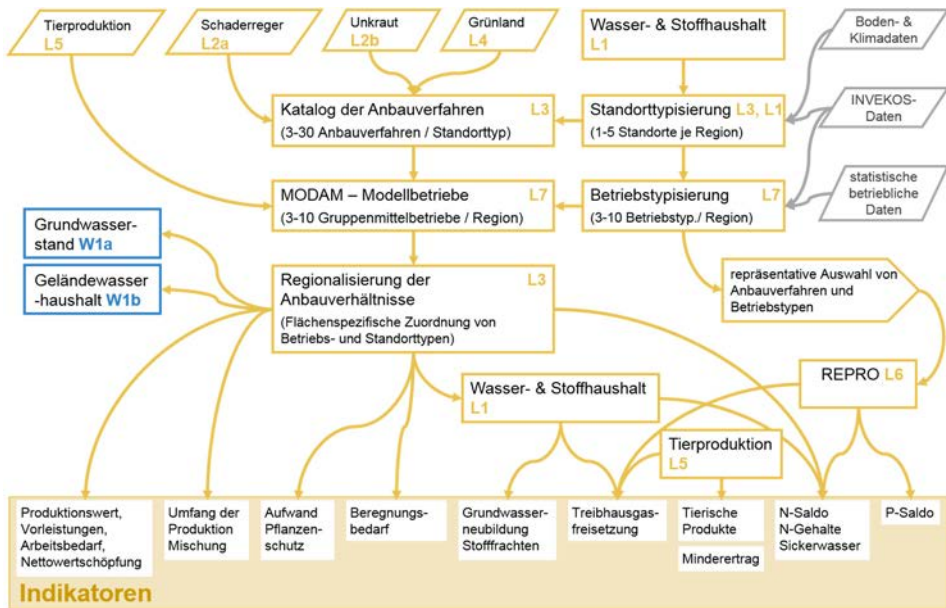 Tierproduktion
L5
Schaderreger
L2a
Unkraut
L2b
Grünland
L4
Wasser- & Stoffhaushalt
L1
Boden- &
Klimadaten
Katalog der Anbauverfahren L3
(3-30 Anbauverfahren / Standorttyp)
Standorttypisierung L3, L1
(1-5 Standorte je Region)
INVEKOS-
Daten
MODAM – Modellbetriebe L7
(3-10 Gruppenmittelbetriebe / Region)
Betriebstypisierung L7
(3-10 Betriebstyp./ Region)
statistische
betriebliche
Daten
Grundwasser-
stand W1a
Geländewasser
-haushalt W1b
Regionalisierung der L3
Anbauverhältnisse
(Flächenspezifische Zuordnung von
Betriebs- und Standorttypen)
repräsentative Auswahl von
Anbauverfahren und
Betriebstypen
Wasser- & Stoffhaushalt
L1
REPRO L6
Tierproduktion
L5
Produktionswert,
Vorleistungen,
Arbeitsbedarf,
Nettowertschöpfung
Umfang der
Produktion
Mischung
Aufwand
Pflanzen-
schutz
Beregnungs-
bedarf
Grundwasser-
neubildung
Stofffrachten
Treibhausgas-
freisetzung
Tierische
Produkte
Minderertrag
N-Saldo
N-Gehalte
Sickerwasser
P-Saldo
Indikatoren